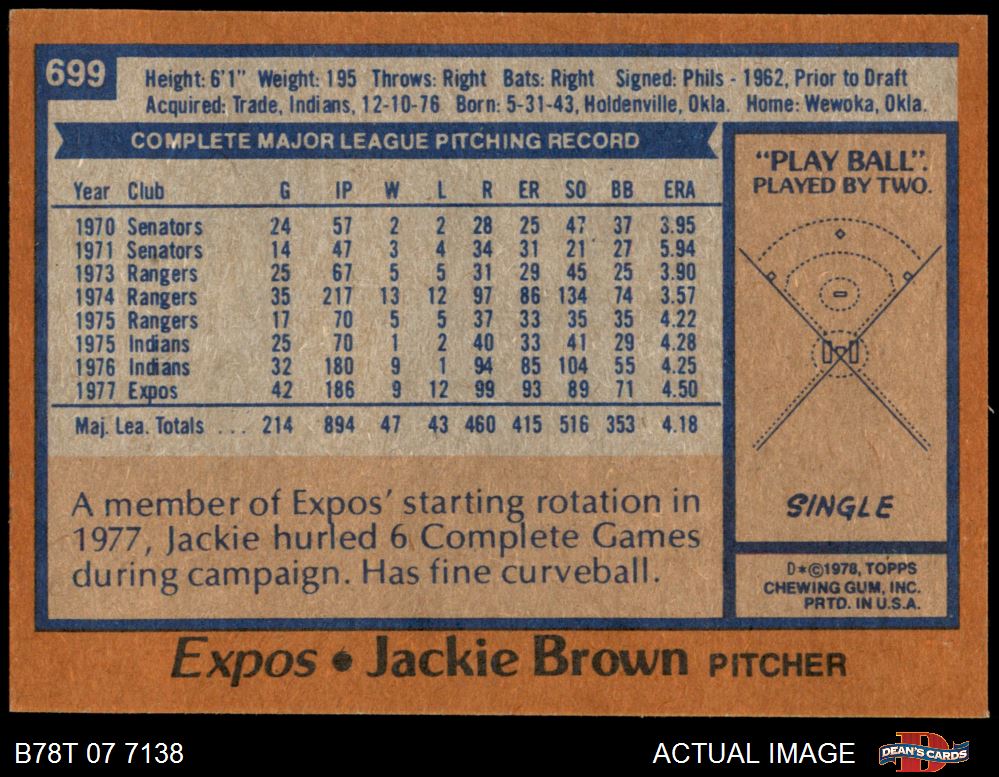 699
Height: 6'1" Weight: 195 Throws: Right Bats: Right Signed: Phils - 1962, Prior to Draft
Acquired: Trade, Indians, 12-10-76 Born: 5-31-43, Holdenville, Okla. Home: Wewoka, Okla.
COMPLETE MAJOR LEAGUE PITCHING RECORD
Year Club G IP W L R ER SO BB ERA
1970 Senators 24 57 2 2 28 25 47 37 3.95
1971 Senators 14 47 3 4 34 31 21 27 5.94
1973 Rangers 25 67 5 5 31 29 45 25 3.90
1974 Rangers 35 217 13 12 97 86 134 74 3.57
1975 Rangers 17 70 5 5 37 33 35 35 4.22
1975 Indians 25 70 1 2 40 33 41 29 4.28
1976 Indians 32 180 9 1 94 85 104 55 4.25
1977 Expos 42 186 9 12 99 93 89 71 4.50
Maj. Lea. Totals ... 214 894 47 43 460 415 516 353 4.18
A member of Expos' starting rotation in
1977, Jackie hurled 6 Complete Games
during campaign. Has fine curveball.
"PLAY BALL".
PLAYED BY TWO.
SINGLE
D*©1978, TOPPS
CHEWING GUM, INC.
PRTD. IN U.S.A.
Expos • Jackie Brown PITCHER
B78T 07 7138
ACTUAL IMAGE
DEAN'S CARDS